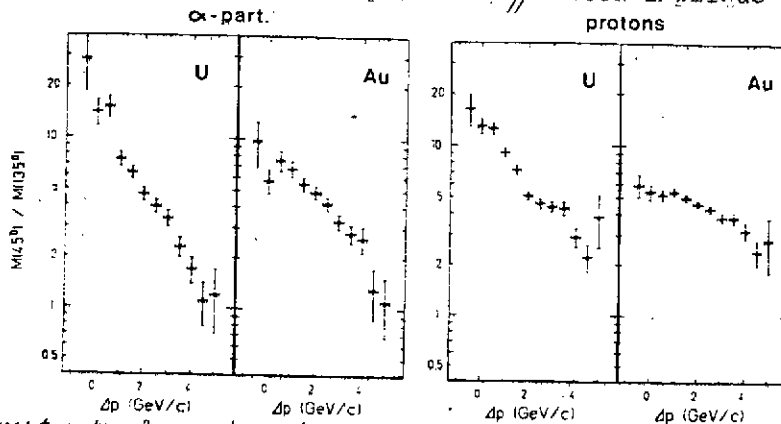 α-part.
protons
U
Au
U
Au
20
10
5
2
1
0.5
M(45°) / M(135°)
20
10
5
2
1
0.5
0 2 4
0 2 4
0 2 4
0 2 4
Δp (GeV/c)
Δp (GeV/c)
Δp (GeV/c)
Δp (GeV/c)